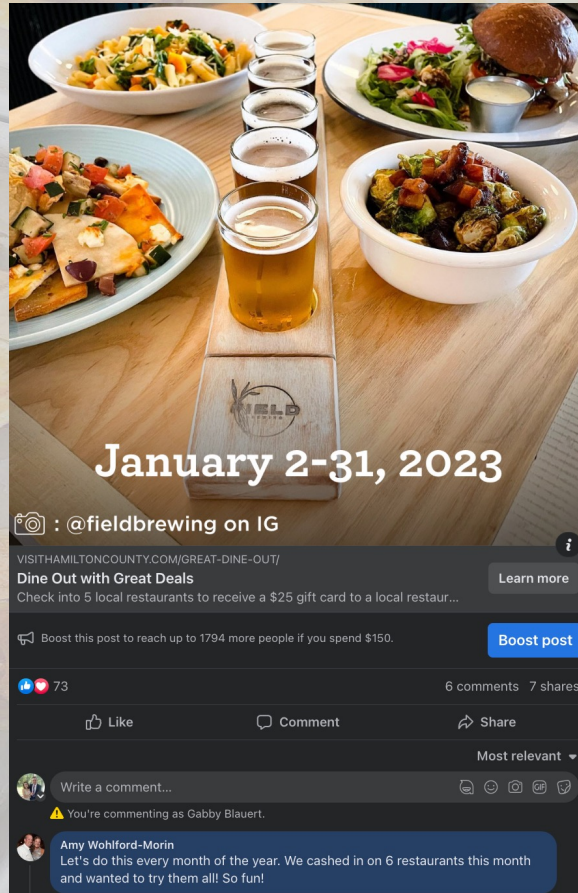 FIELD
January 2-31, 2023
: @fieldbrewing on IG
VISITHAMILTONCOUNTY.COM/GREAT-DINE-OUT/
Dine Out with Great Deals
Learn more
Check into 5 local restaurants to receive a $25 gift card to a local restaur...
Boost this post to reach up to 1794 more people if you spend $150.
Boost post
73
6 comments 7 shares
Like
Comment
Share
Most relevant
Write a comment...
GIF
You're commenting as Gabby Blauert.
Amy Wohlford-Morin
Let's do this every month of the year. We cashed in on 6 restaurants this month
and wanted to try them all! So fun!